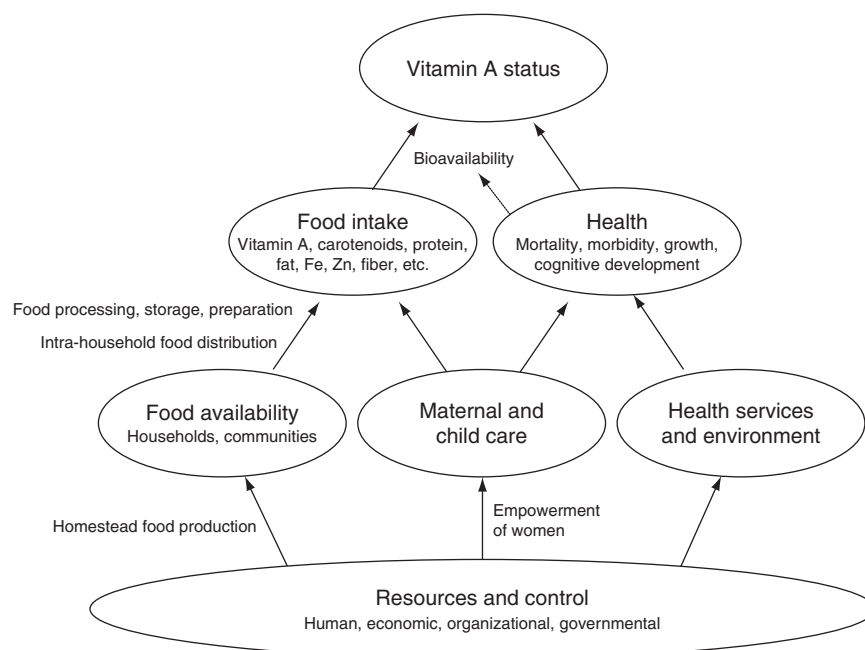 Vitamin A status
Bioavailability
Food intake
Vitamin A, carotenoids, protein,
fat, Fe, Zn, fiber, etc.
Health
Mortality, morbidity, growth,
cognitive development
Food processing, storage, preparation
Intra-household food distribution
Food availability
Households, communities
Maternal and
child care
Health services
and environment
Homestead food production
Empowerment
of women
Resources and control
Human, economic, organizational, governmental